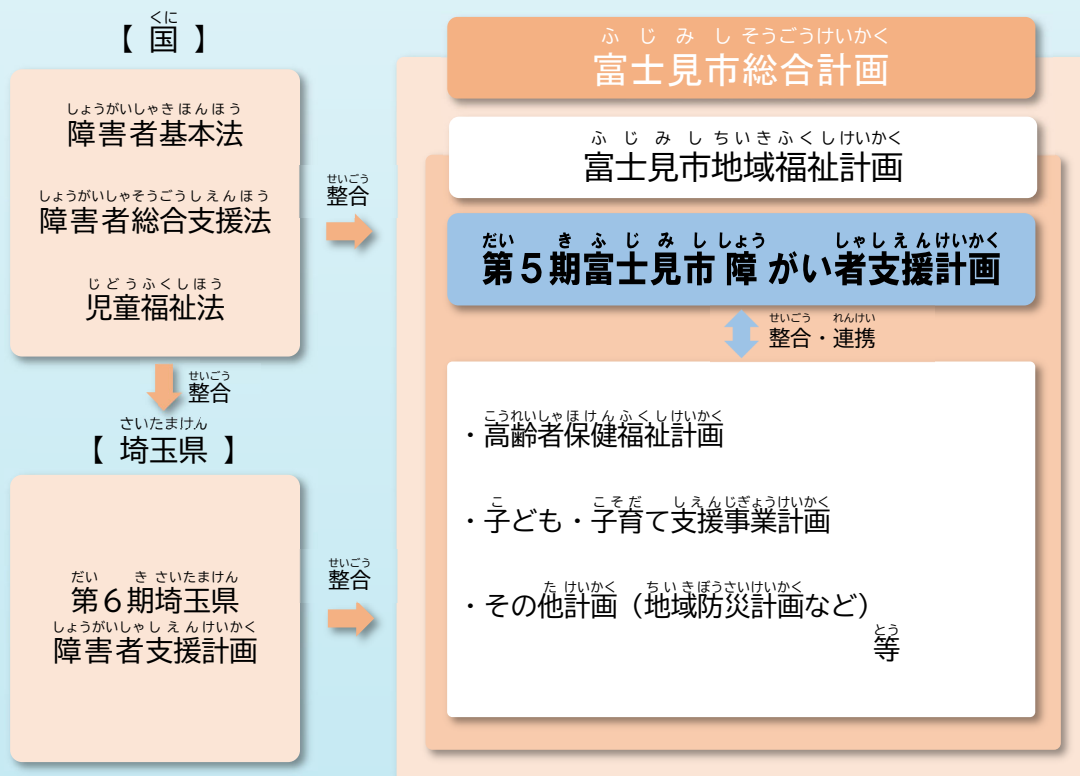 【 国 】
くに
障害者基本法
しょうがいしゃきほんほう
障害者総合支援法
しょうがいしゃそうごうしえんほう
児童福祉法
じどうふくしほう
整合
せいごう
整合
せいごう
【 埼玉県 】
さいたまけん
第6期埼玉県
だい き さいたまけん
障害者支援計画
しょうがいしゃしえんけいかく
整合
せいごう
富士見市総合計画
ふじみしそうごうけいかく
富士見市地域福祉計画
ふじみしちいきふくしけいかく
第5期富士見市障がい者支援計画
だい き ふじみししょう しゃしえんけいかく
整合・連携
せいごう れんけい
・高齢者保健福祉計画
こうれいしゃほけんふくしけいかく
・子ども・子育て支援事業計画
こ こそだ しえんじぎょうけいかく
・その他計画（地域防災計画など）
た けいかく ちいきぼうさいけいかく
等
とう